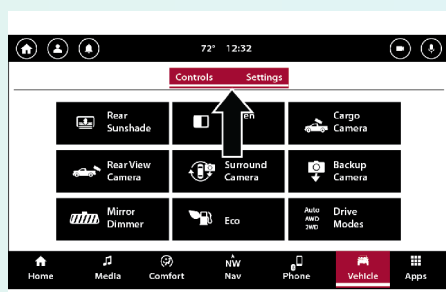 72° 12:32
Controls Settings
Rear
Sunshade
Cargo
Camera
Rear View
Camera
Surround
Camera
Backup
Camera
Mirror
Dimmer
Eco
Auto
AWD
2WD
Drive
Modes
NW
Home Media Comfort Nav Phone Vehicle Apps